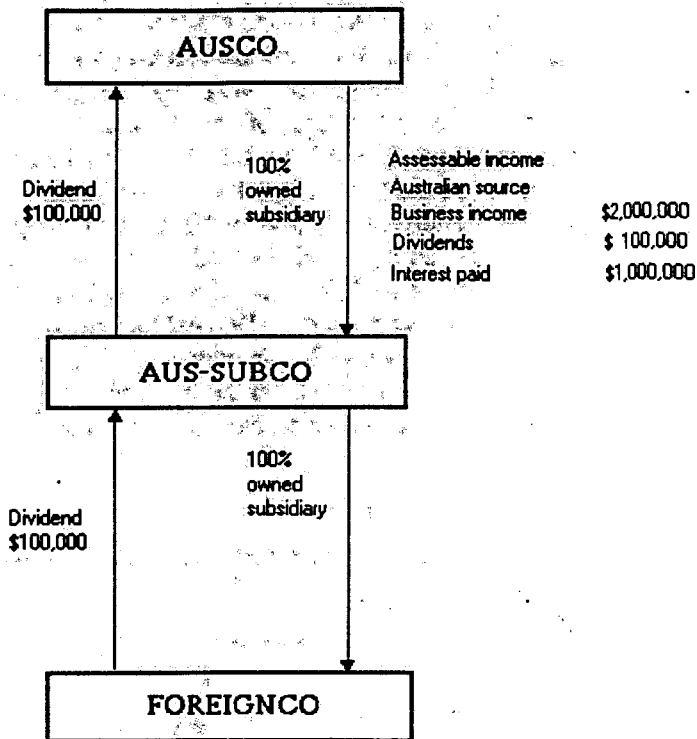 AUSCO
Dividend
$100,000
100%
owned
subsidiary
Assessable income
Australian source
Business income $2,000,000
Dividends $ 100,000
Interest paid $1,000,000
AUS-SUBCO
Dividend
$100,000
100%
owned
subsidiary
FOREIGNCO